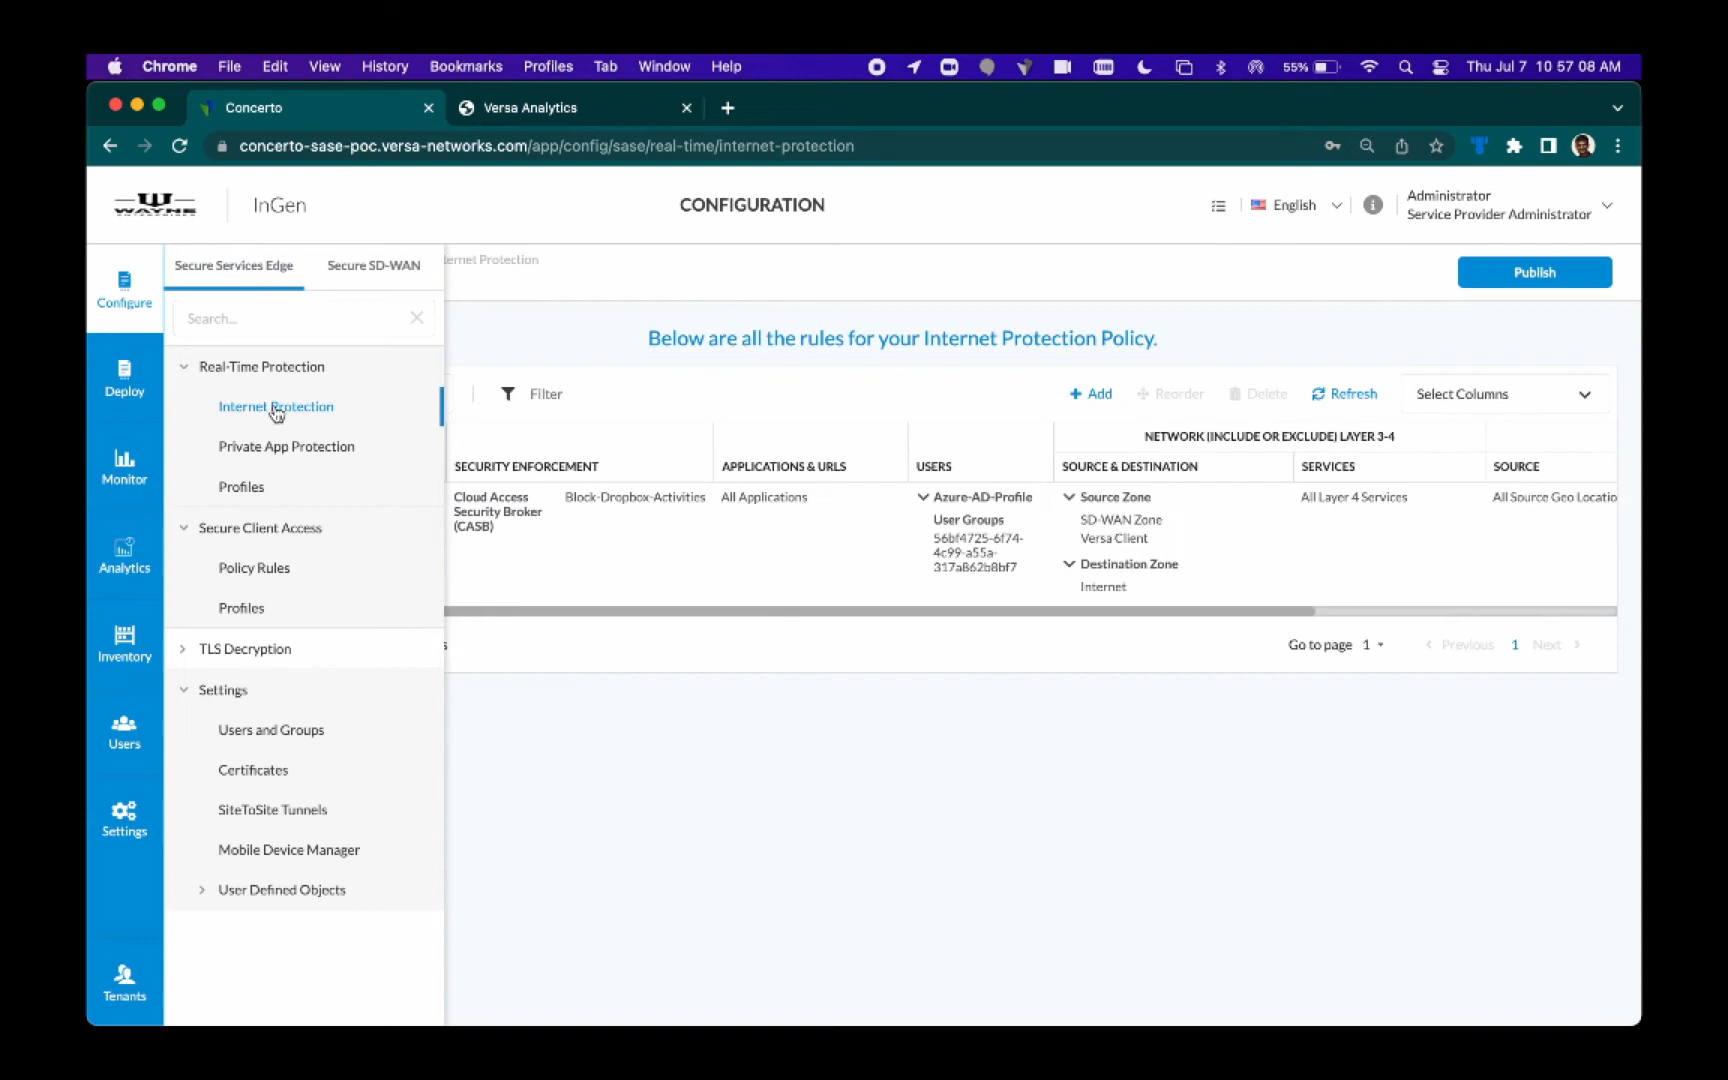 Chrome File Edit View History Bookmarks Profiles Tab Window Help 55% Thu Jul 7 10 57 08 AM
Concerto Versa Analytics
concerto-sase-poc.versa-networks.com/app/config/sase/real-time/internet-protection
WAYNE
InGen
CONFIGURATION
English
Administrator
Service Provider Administrator
Configure
Deploy
Monitor
Analytics
Inventory
Users
Settings
Tenants
Secure Services Edge Secure SD-WAN
Search...
Real-Time Protection
Internet Protection
Private App Protection
Profiles
Secure Client Access
Policy Rules
Profiles
TLS Decryption
Settings
Users and Groups
Certificates
SiteToSite Tunnels
Mobile Device Manager
User Defined Objects
ernet Protection
Publish
Below are all the rules for your Internet Protection Policy.
Filter
+ Add Reorder Delete Refresh Select Columns
NETWORK (INCLUDE OR EXCLUDE) LAYER 3-4
SECURITY ENFORCEMENT APPLICATIONS & URLS USERS SOURCE & DESTINATION SERVICES SOURCE
Cloud Access
Security Broker
(CASB)
Block-Dropbox-Activities
All Applications
Azure-AD-Profile
User Groups
56bf4725-6f74-
4c99-a55a-
317a862b8bf7
Source Zone
SD-WAN Zone
Versa Client
Destination Zone
Internet
All Layer 4 Services
All Source Geo Locatio
s
Go to page 1 Previous 1 Next